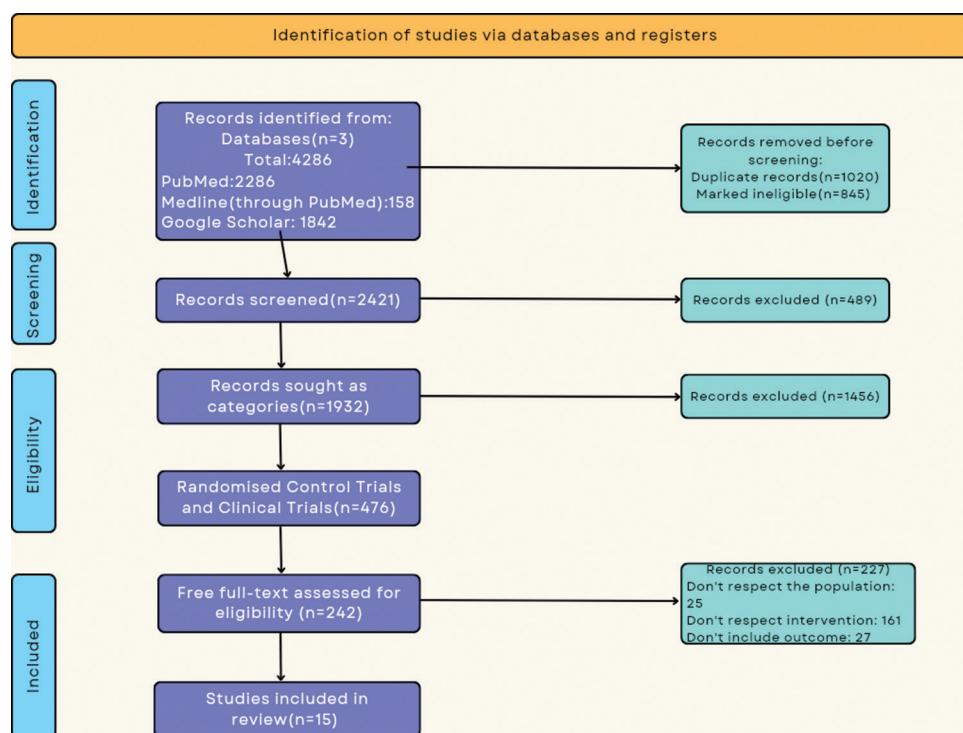 Identification of studies via databases and registers
Identification
Records identified from:
Databases(n=3)
Total:4286
PubMed:2286
Medline(through PubMed):158
Google Scholar: 1842
Records removed before
screening:
Duplicate records(n=1020)
Marked ineligible(n=845)
Screening
Records screened(n=2421)
Records excluded (n=489)
Eligibility
Records sought as
categories(n=1932)
Records excluded (n=1456)
Randomised Control Trials
and Clinical Trials(n=476)
Included
Free full-text assessed for
eligibility (n=242)
Records excluded (n=227)
Don't respect the population:
25
Don't respect intervention: 161
Don't include outcome: 27
Studies included in
review(n=15)